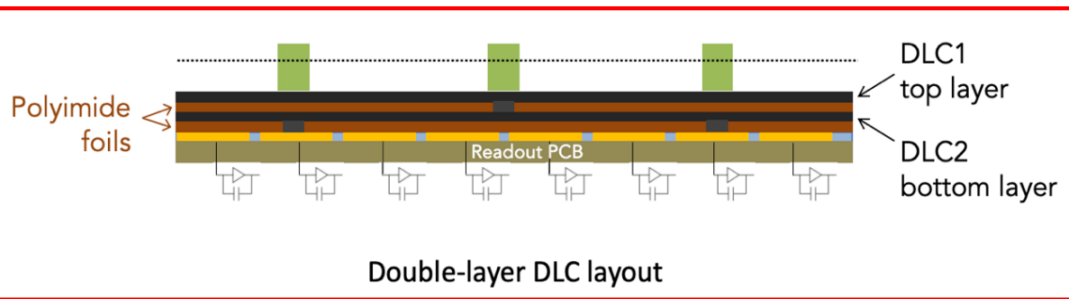 DLC1
top layer
Polyimide
foils
Readout PCB
DLC2
bottom layer
Double-layer DLC layout